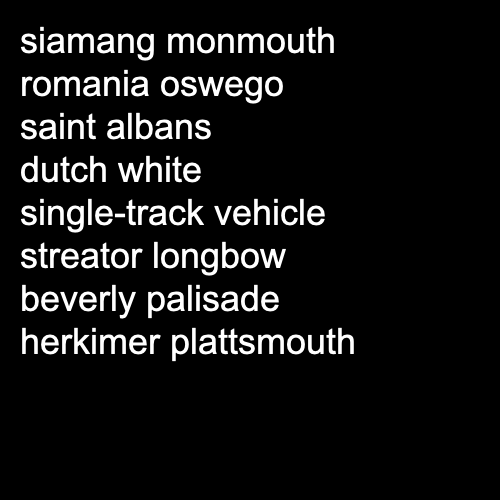 siamang monmouth
romania oswego
saint albans
dutch white
single-track vehicle
streator longbow
beverly palisade
herkimer plattsmouth